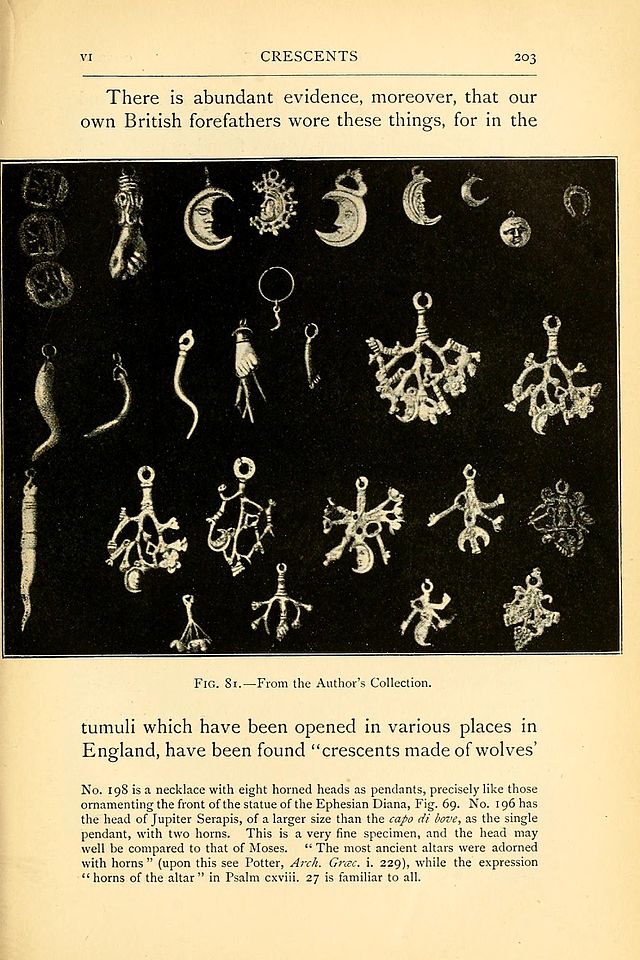 VI CRESCENTS 203
There is abundant evidence, moreover, that our
own British forefathers wore these things, for in the
FIG. 81.—From the Author's Collection.
tumuli which have been opened in various places in
England, have been found "crescents made of wolves'
No. 198 is a necklace with eight horned heads as pendants, precisely like those
ornamenting the front of the statue of the Ephesian Diana, Fig. 69. No. 196 has
the head of Jupiter Serapis, of a larger size than the capo di bove, as the single
pendant, with two horns. This is a very fine specimen, and the head may
well be compared to that of Moses. "The most ancient altars were adorned
with horns" (upon this see Potter, Arch. Græc. i. 229), while the expression
"horns of the altar" in Psalm cxviii. 27 is familiar to all.